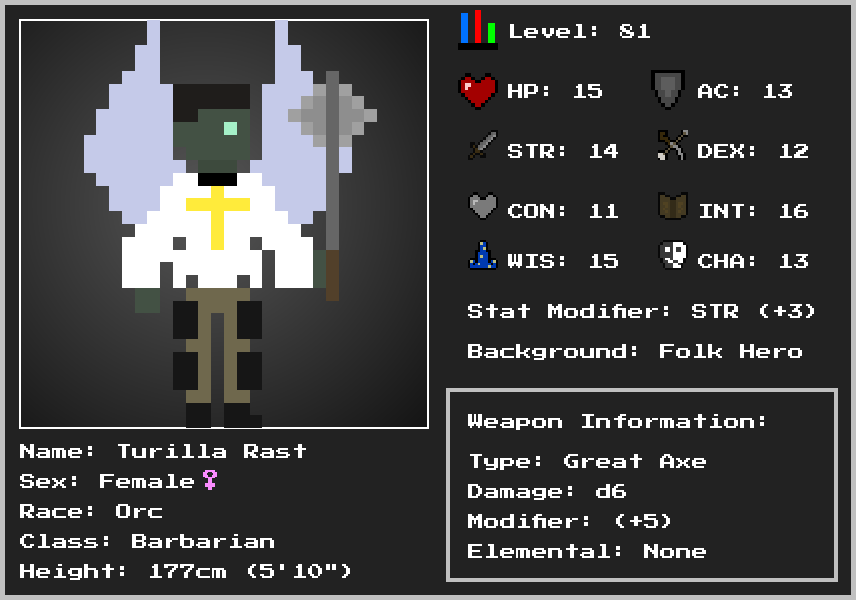 Level: 81
HP: 15
AC: 13
STR: 14
DEX: 12
CON: 11
INT: 16
WIS: 15
CHA: 13
Stat Modifier: STR (+3)
Background: Folk Hero
Weapon Information:
Type: Great Axe
Damage: d6
Modifier: (+5)
Elemental: None
Name: Turilla Rast
Sex: Female♀
Race: Orc
Class: Barbarian
Height: 177cm (5'10")